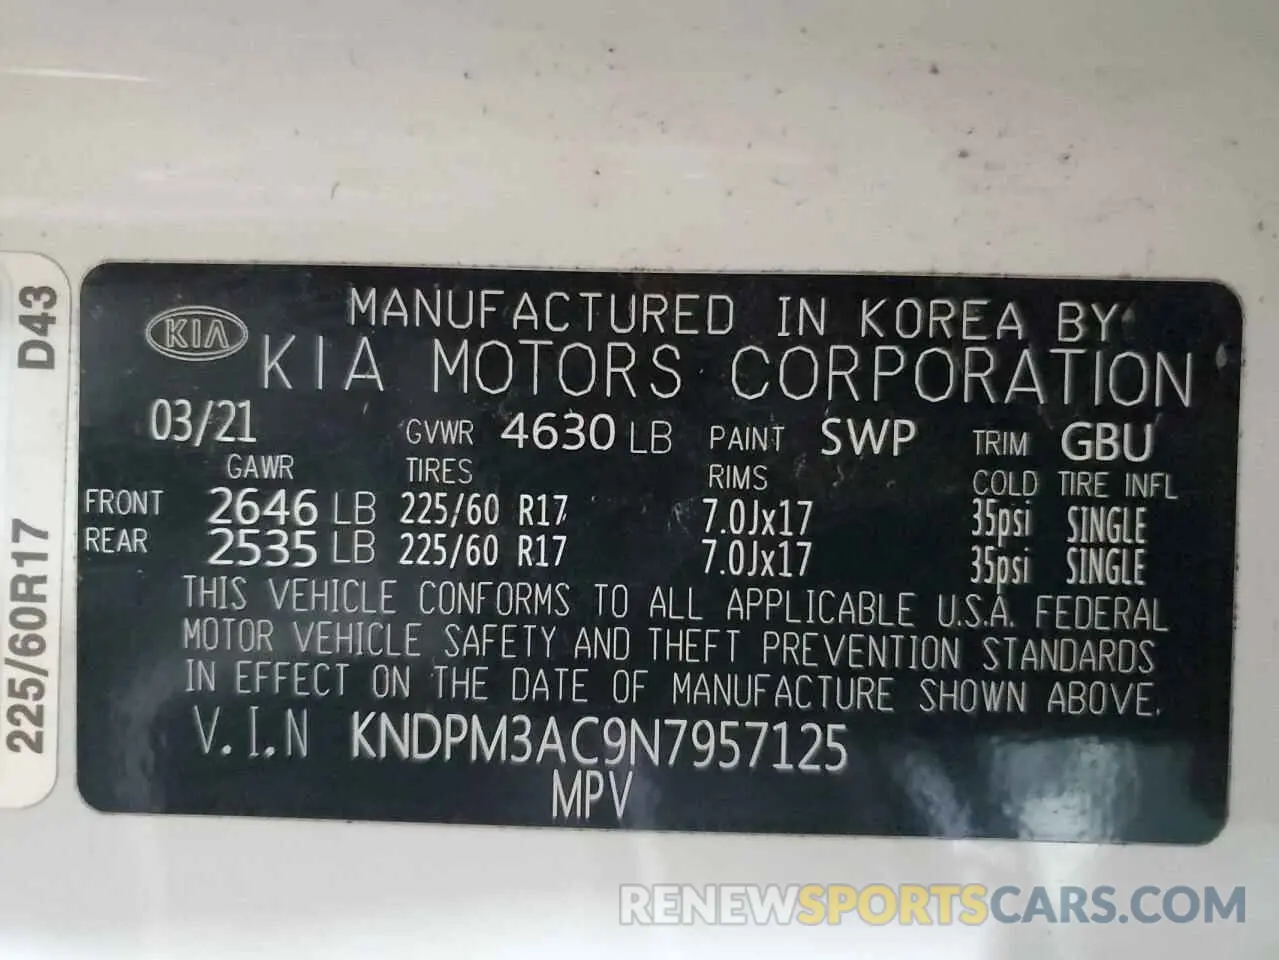 D43
225/60R17
KIA
MANUFACTURED IN KOREA BY
KIA MOTORS CORPORATION
03/21 GVWR 4630 LB PAINT SWP TRIM GBU
GAWR TIRES RIMS COLD TIRE INFL
FRONT 2646 LB 225/60 R17 7.0Jx17 35psi SINGLE
REAR 2535 LB 225/60 R17 7.0Jx17 35psi SINGLE
THIS VEHICLE CONFORMS TO ALL APPLICABLE U.S.A. FEDERAL
MOTOR VEHICLE SAFETY AND THEFT PREVENTION STANDARDS
IN EFFECT ON THE DATE OF MANUFACTURE SHOWN ABOVE.
V.I.N KNDPM3AC9N7957125
MPV
RENEWSPORTSCARS.COM